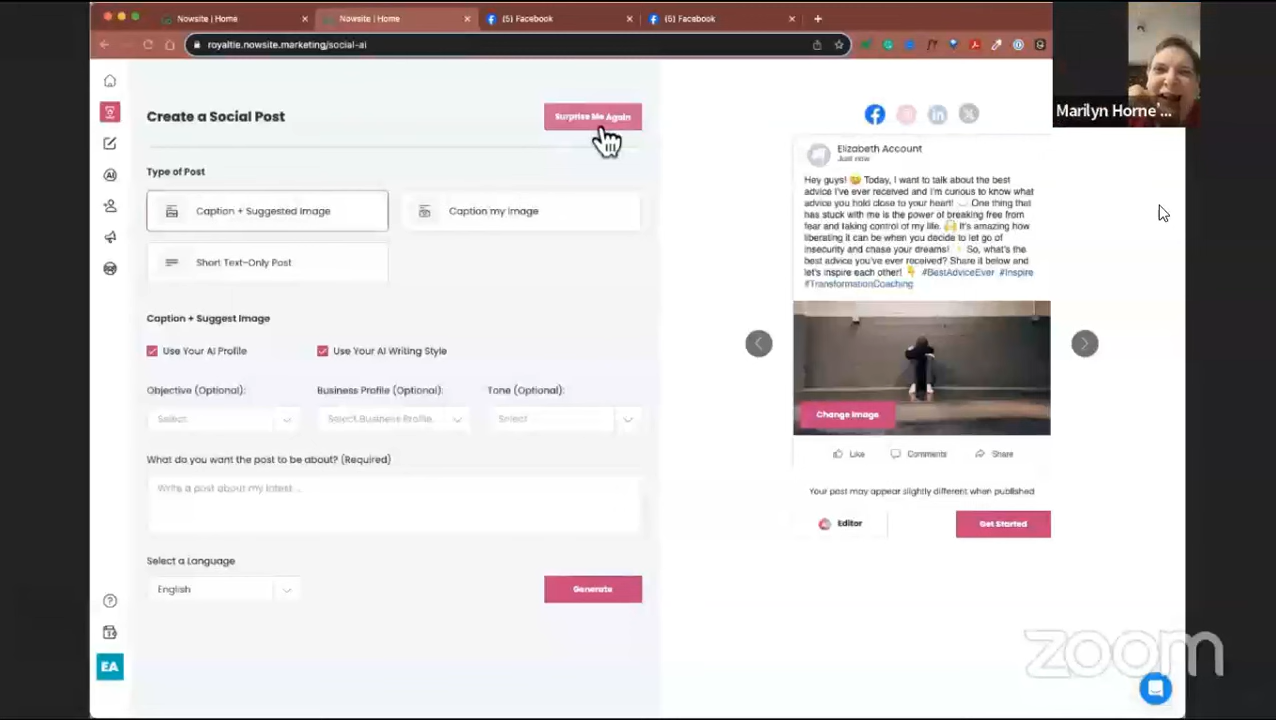 Nowsite | Home
Nowsite | Home
(5) Facebook
(5) Facebook
royaltie.nowsite.marketing/social-ai
Marilyn Horne'...
Create a Social Post
Surprise Me Again
Type of Post
Caption + Suggested Image
Caption my Image
Short Text-Only Post
Caption + Suggest Image
Use Your AI Profile
Use Your AI Writing Style
Objective (Optional):
Business Profile (Optional):
Tone (Optional):
Select
Select Business Profile
Select
What do you want the post to be about? (Required)
Write a post about my latest ...
Select a Language
English
Generate
EA
Elizabeth Account
Just now
Hey guys! 😄 Today, I want to talk about the best
advice I've ever received and I'm curious to know what
advice you hold close to your heart! One thing that
has stuck with me is the power of breaking free from
fear and taking control of my life. 🙌 It's amazing how
liberating it can be when you decide to let go of
insecurity and chase your dreams! ✨ So, what's the
best advice you've ever received? Share it below and
let's inspire each other! 👇 #BestAdviceEver #Inspire
#TransformationCoaching
Change Image
Like
Comments
Share
Your post may appear slightly different when published
Editor
Get Started
zoom